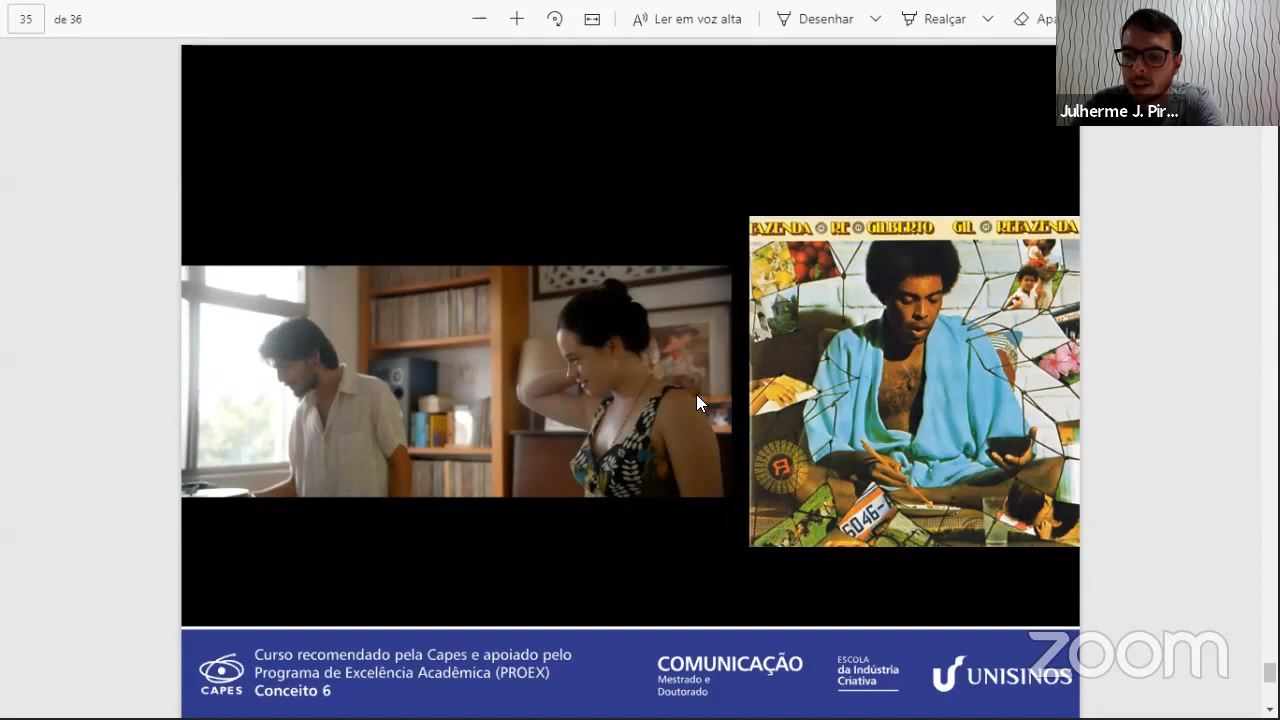 35
de 36
Ler em voz alta
Desenhar
Realçar
Apa
Julherme J. Pir...
AZENDA RE GILBERTO GIL REFAZENDA
6046-
CAPES
Curso recomendado pela Capes e apoiado pelo
Programa de Excelência Acadêmica (PROEX)
Conceito 6
COMUNICAÇÃO
Mestrado e
Doutorado
ESCOLA
da Indústria
Criativa
UNISINOS
zoom